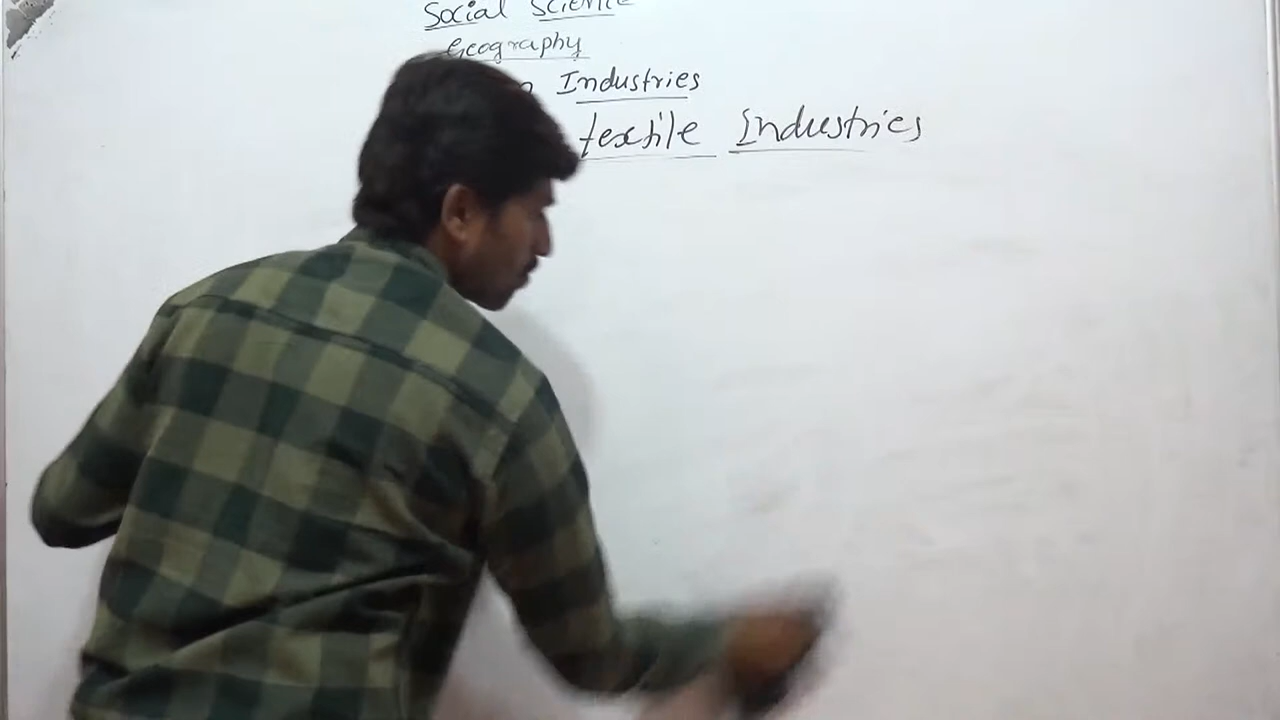 Social Science
Geography
Industries
textile Industries